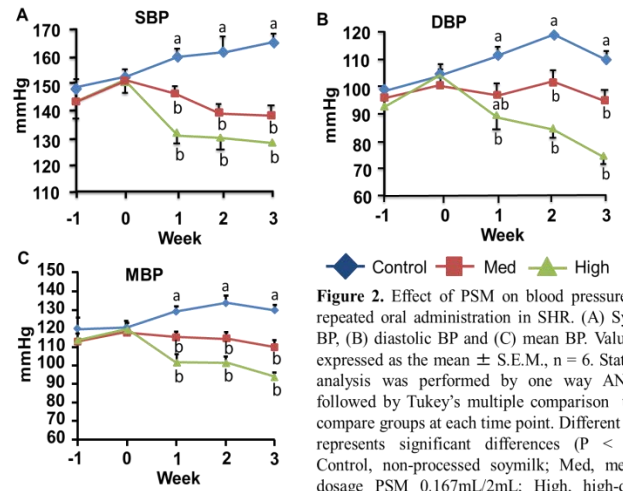 A
SBP
170
160
150
140
130
120
110
mmHg
a
a
a
b
b
b
b
b
b
-1 0 1 2 3
Week
B
DBP
120
110
100
90
80
70
60
mmHg
a
a
a
ab
b
b
b
b
b
-1 0 1 2 3
Week
C
MBP
150
140
130
120
110
100
90
80
70
60
mmHg
a
a
a
b
b
b
b
b
b
-1 0 1 2 3
Week
Control Med High
Figure 2. Effect of PSM on blood pressure
repeated oral administration in SHR. (A) Sy
BP, (B) diastolic BP and (C) mean BP. Valu
expressed as the mean ± S.E.M., n = 6. Stat
analysis was performed by one way AN
followed by Tukey's multiple comparison
compare groups at each time point. Different
represents significant differences (P <
Control, non-processed soymilk; Med, me
dosage PSM 0.167mL/2mL; High, high-